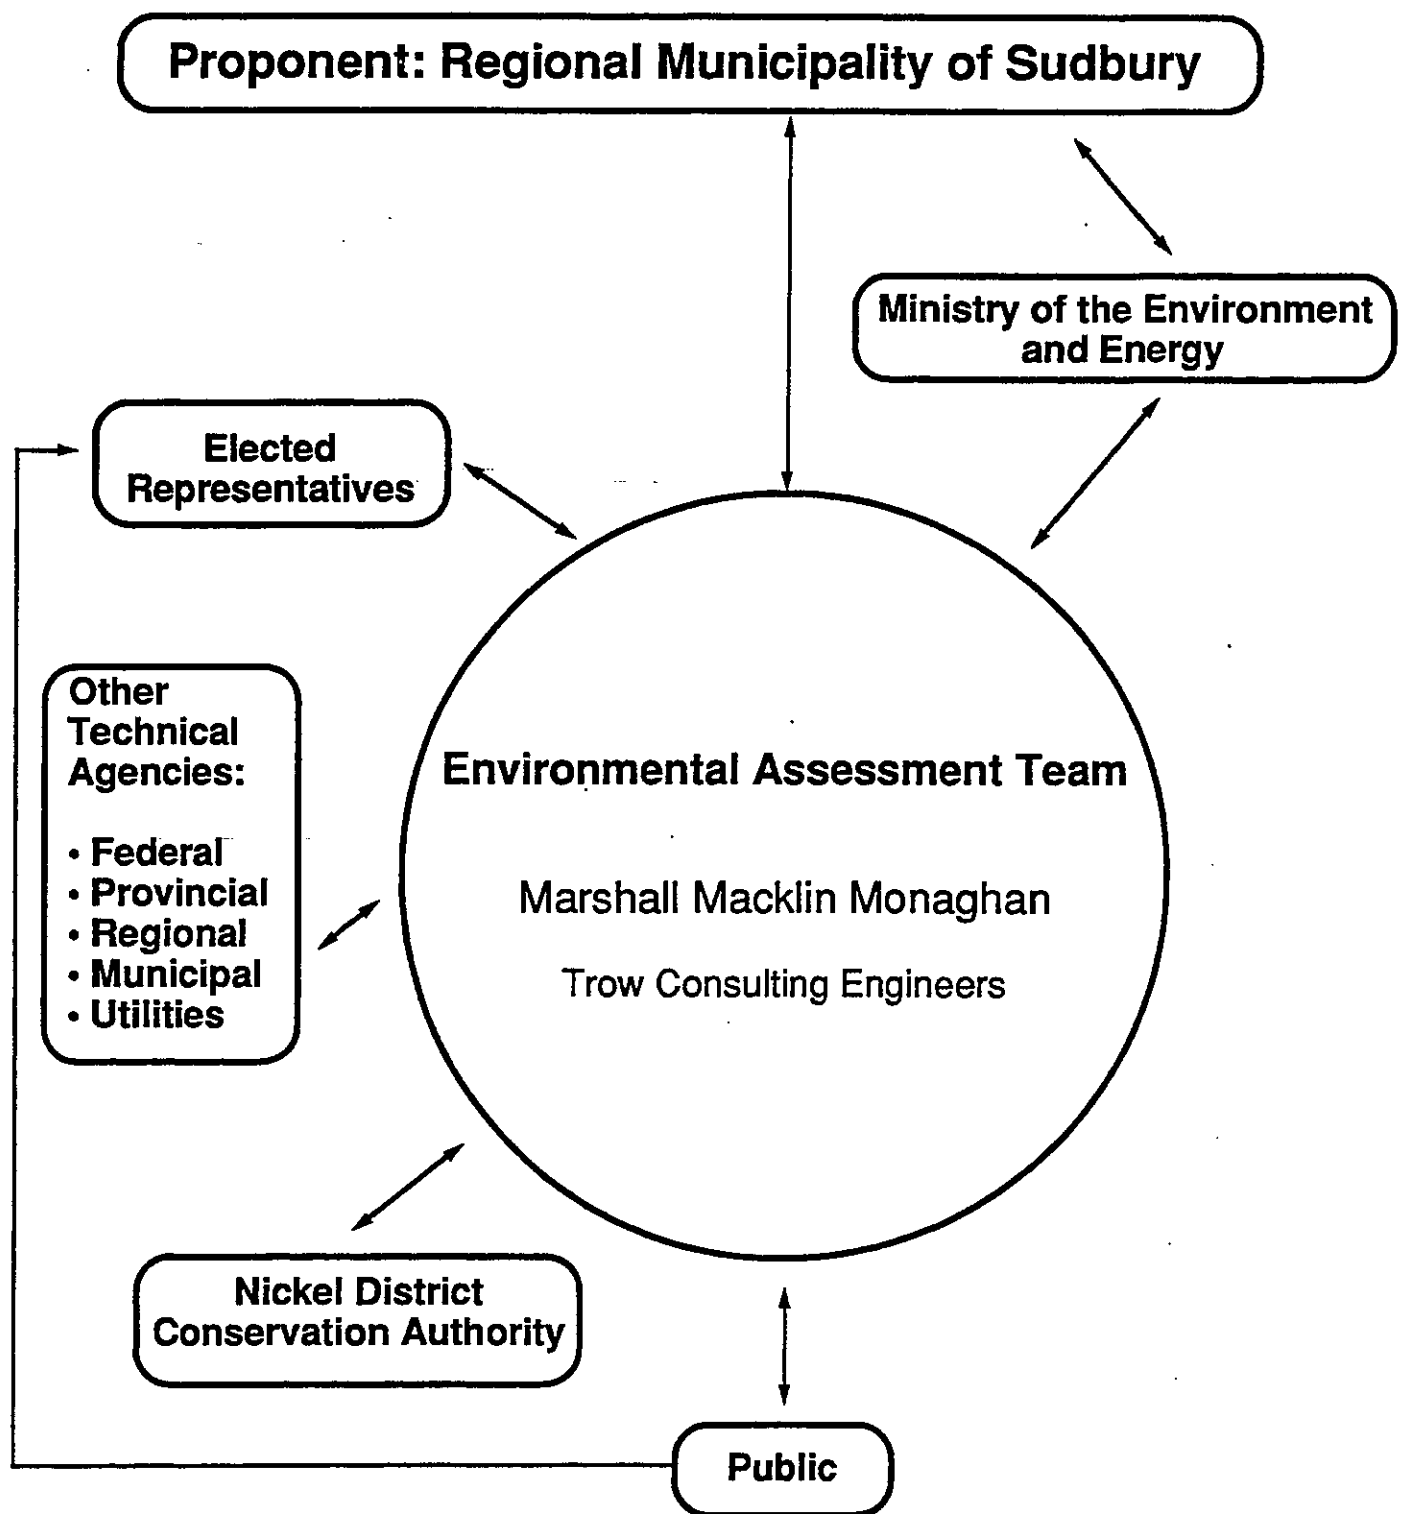 Proponent: Regional Municipality of Sudbury
Ministry of the Environment
and Energy
Elected
Representatives
Other
Technical
Agencies:
• Federal
• Provincial
• Regional
• Municipal
• Utilities
Environmental Assessment Team
Marshall Macklin Monaghan
Trow Consulting Engineers
Nickel District
Conservation Authority
Public